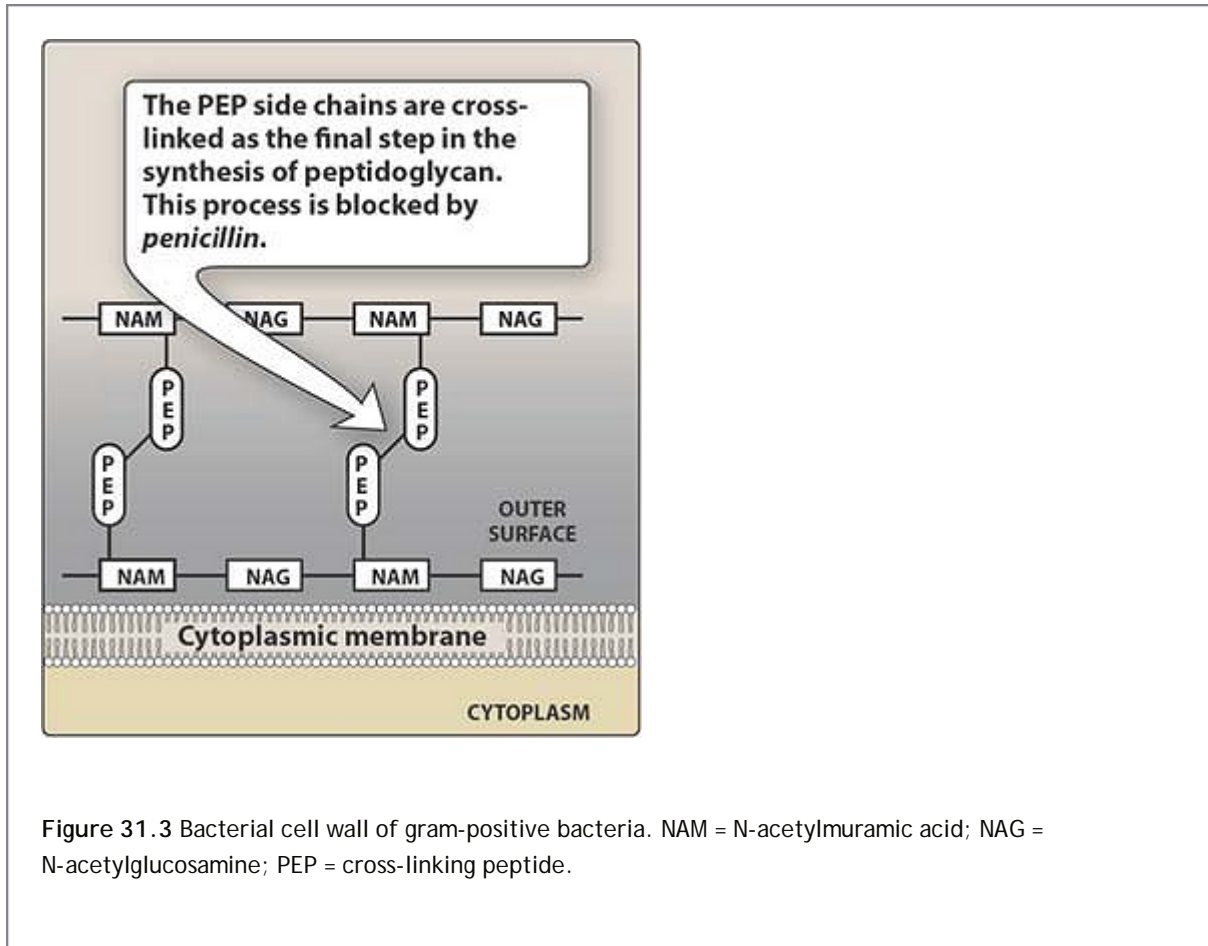 The PEP side chains are cross-
linked as the final step in the
synthesis of peptidoglycan.
This process is blocked by
penicillin.
NAM NAG NAM NAG
P
E
P
P
E
P
P
E
P
P
E
P
OUTER
SURFACE
NAM NAG NAM NAG
Cytoplasmic membrane
CYTOPLASM
Figure 31.3 Bacterial cell wall of gram-positive bacteria. NAM = N-acetylmuramic acid; NAG =
N-acetylglucosamine; PEP = cross-linking peptide.